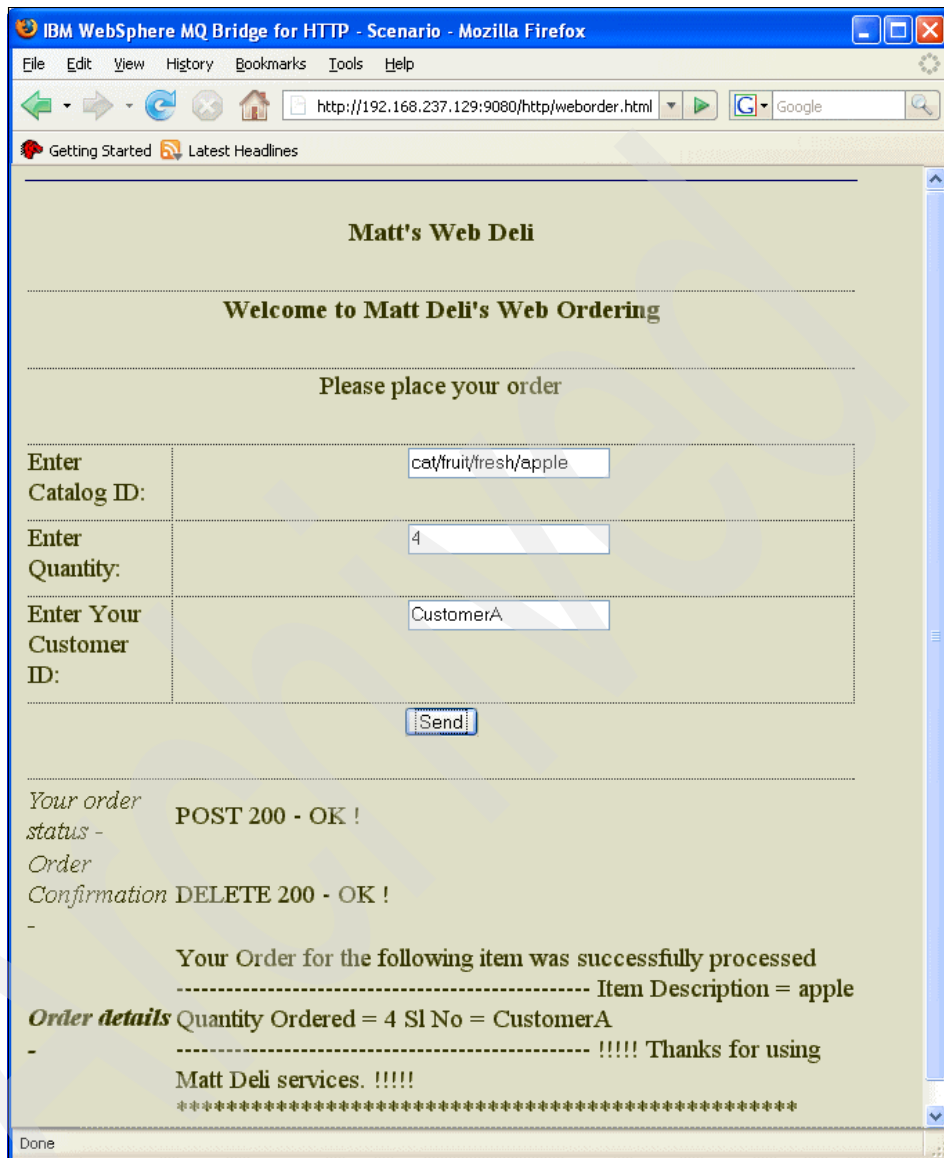 IBM WebSphere MQ Bridge for HTTP - Scenario - Mozilla Firefox
File Edit View History Bookmarks Tools Help
http://192.168.237.129:9080/http/weborder.html G Google
Getting Started Latest Headlines
Matt's Web Deli
Welcome to Matt Deli's Web Ordering
Please place your order
Enter
Catalog ID:
cat/fruit/fresh/apple
Enter
Quantity:
4
Enter Your
Customer
ID:
CustomerA
Send
Your order
status -
POST 200 - OK !
Order
Confirmation
-
DELETE 200 - OK !
Order details
-
Your Order for the following item was successfully processed
------------------------------------------------ Item Description = apple
Quantity Ordered = 4 Sl No = CustomerA
------------------------------------------------ !!!!! Thanks for using
Matt Deli services. !!!!!
**************************************************
Done
Archived